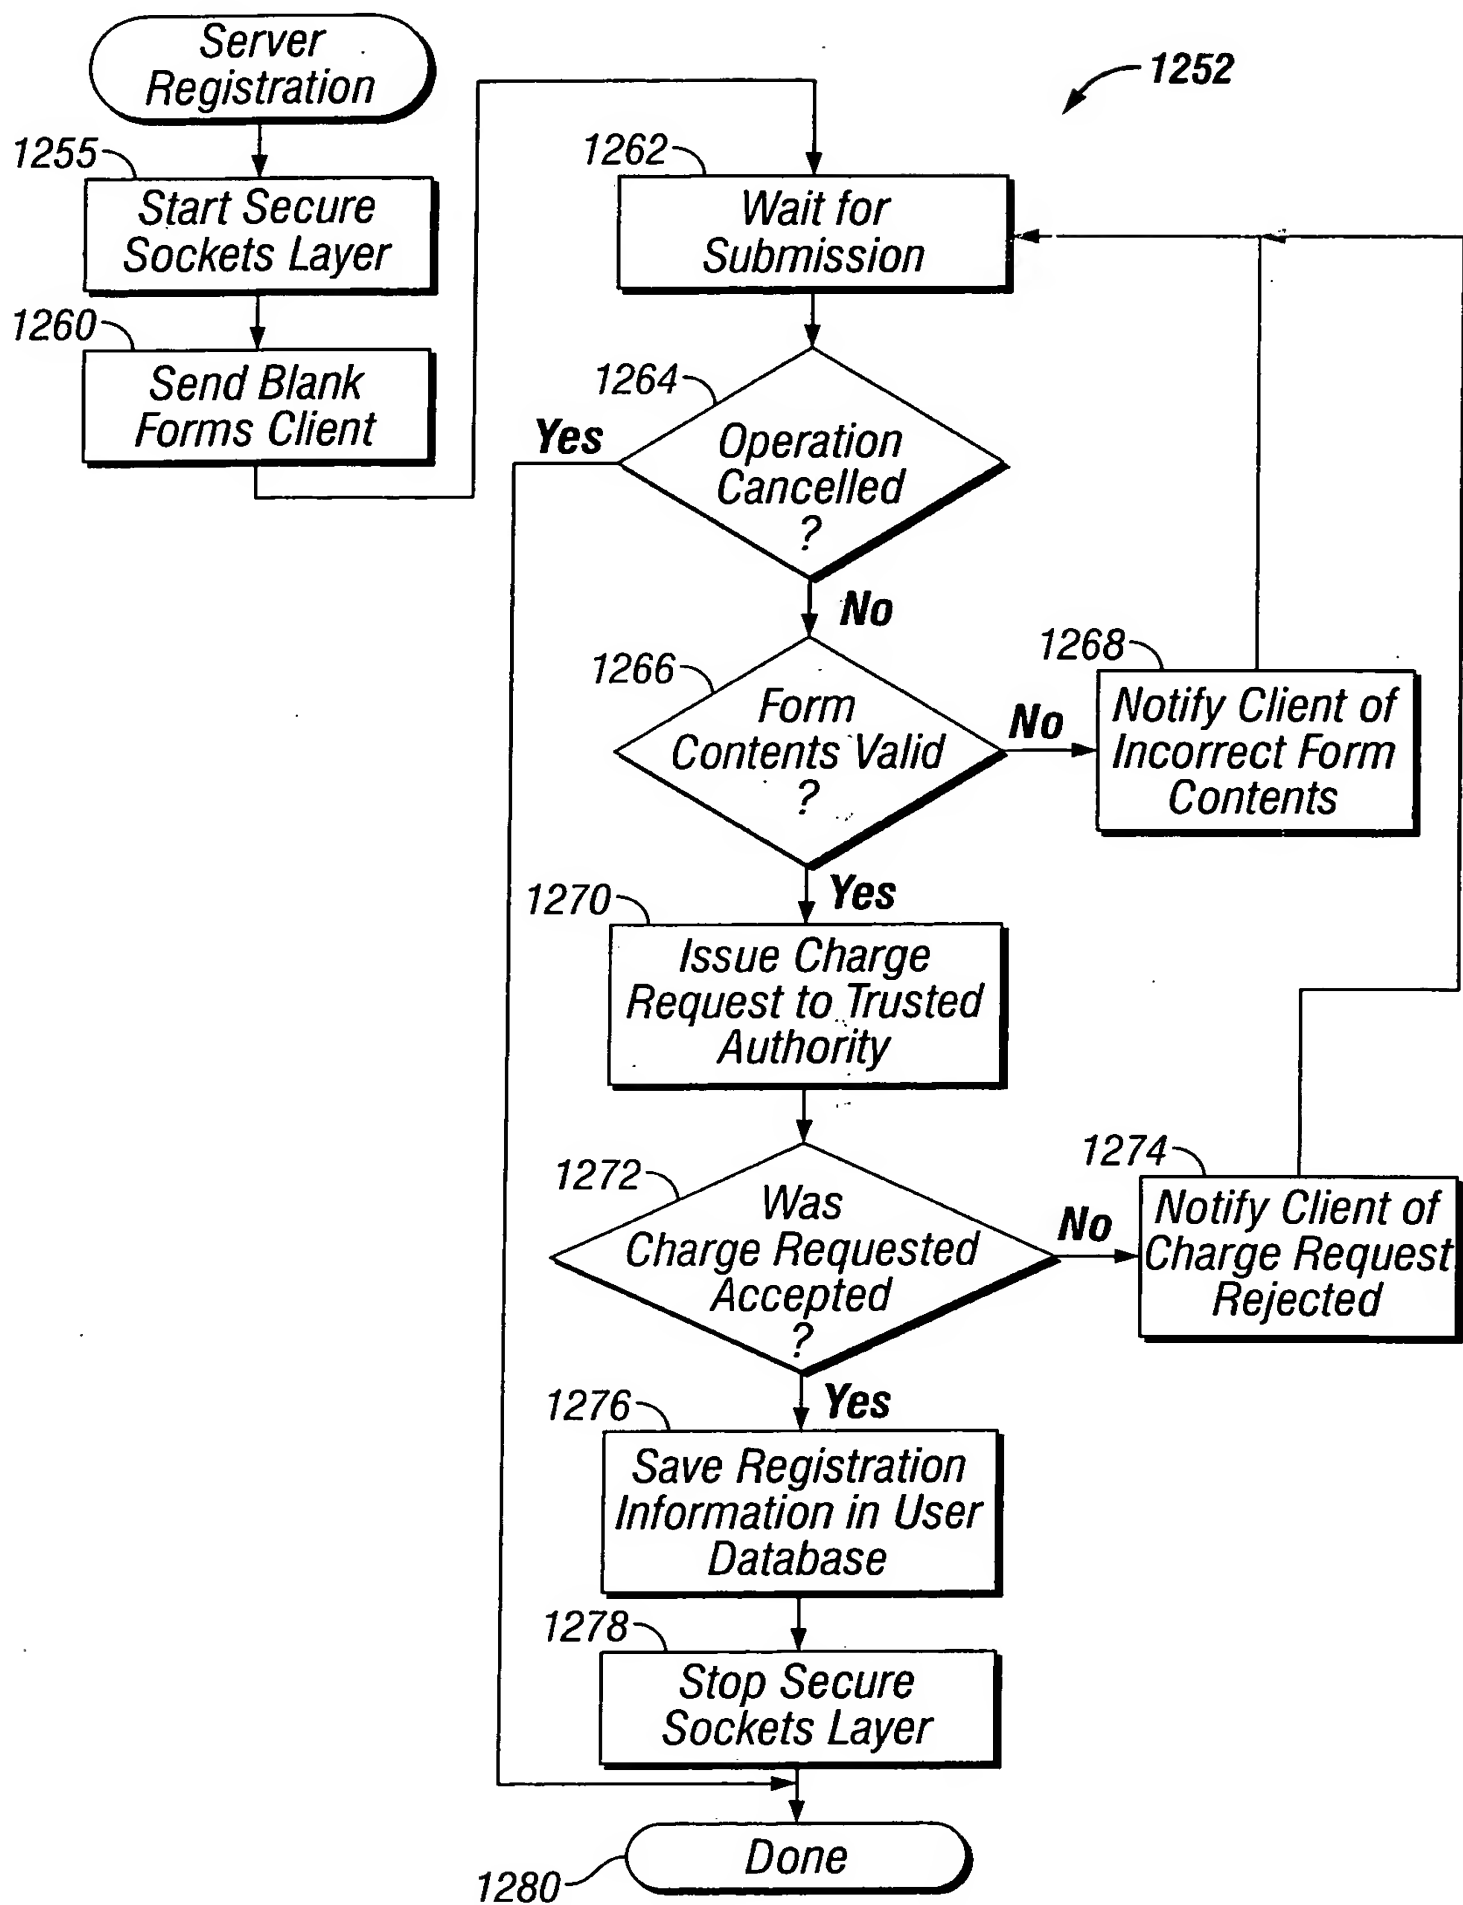 Server
Registration
1252
1255
Start Secure
Sockets Layer
1260
Send Blank
Forms Client
1262
Wait for
Submission
1264
Yes
Operation
Cancelled
?
No
1266
Form
Contents Valid
?
No
1268
Notify Client of
Incorrect Form
Contents
Yes
1270
Issue Charge
Request to Trusted
Authority
1272
Was
Charge Requested
Accepted
?
No
1274
Notify Client of
Charge Request
Rejected
Yes
1276
Save Registration
Information in User
Database
1278
Stop Secure
Sockets Layer
Done
1280